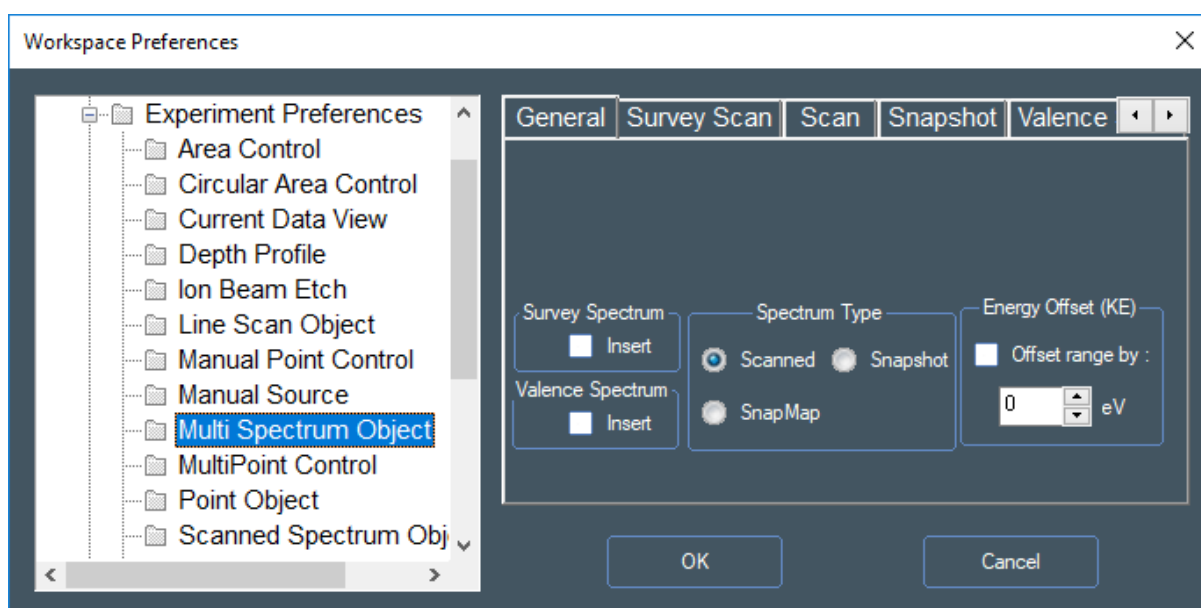 Workspace Preferences
Experiment Preferences
Area Control
Circular Area Control
Current Data View
Depth Profile
Ion Beam Etch
Line Scan Object
Manual Point Control
Manual Source
Multi Spectrum Object
MultiPoint Control
Point Object
Scanned Spectrum Obj
General Survey Scan Scan Snapshot Valence
Survey Spectrum
Insert
Valence Spectrum
Insert
Spectrum Type
Scanned Snapshot
SnapMap
Energy Offset (KE)
Offset range by :
0 eV
OK Cancel